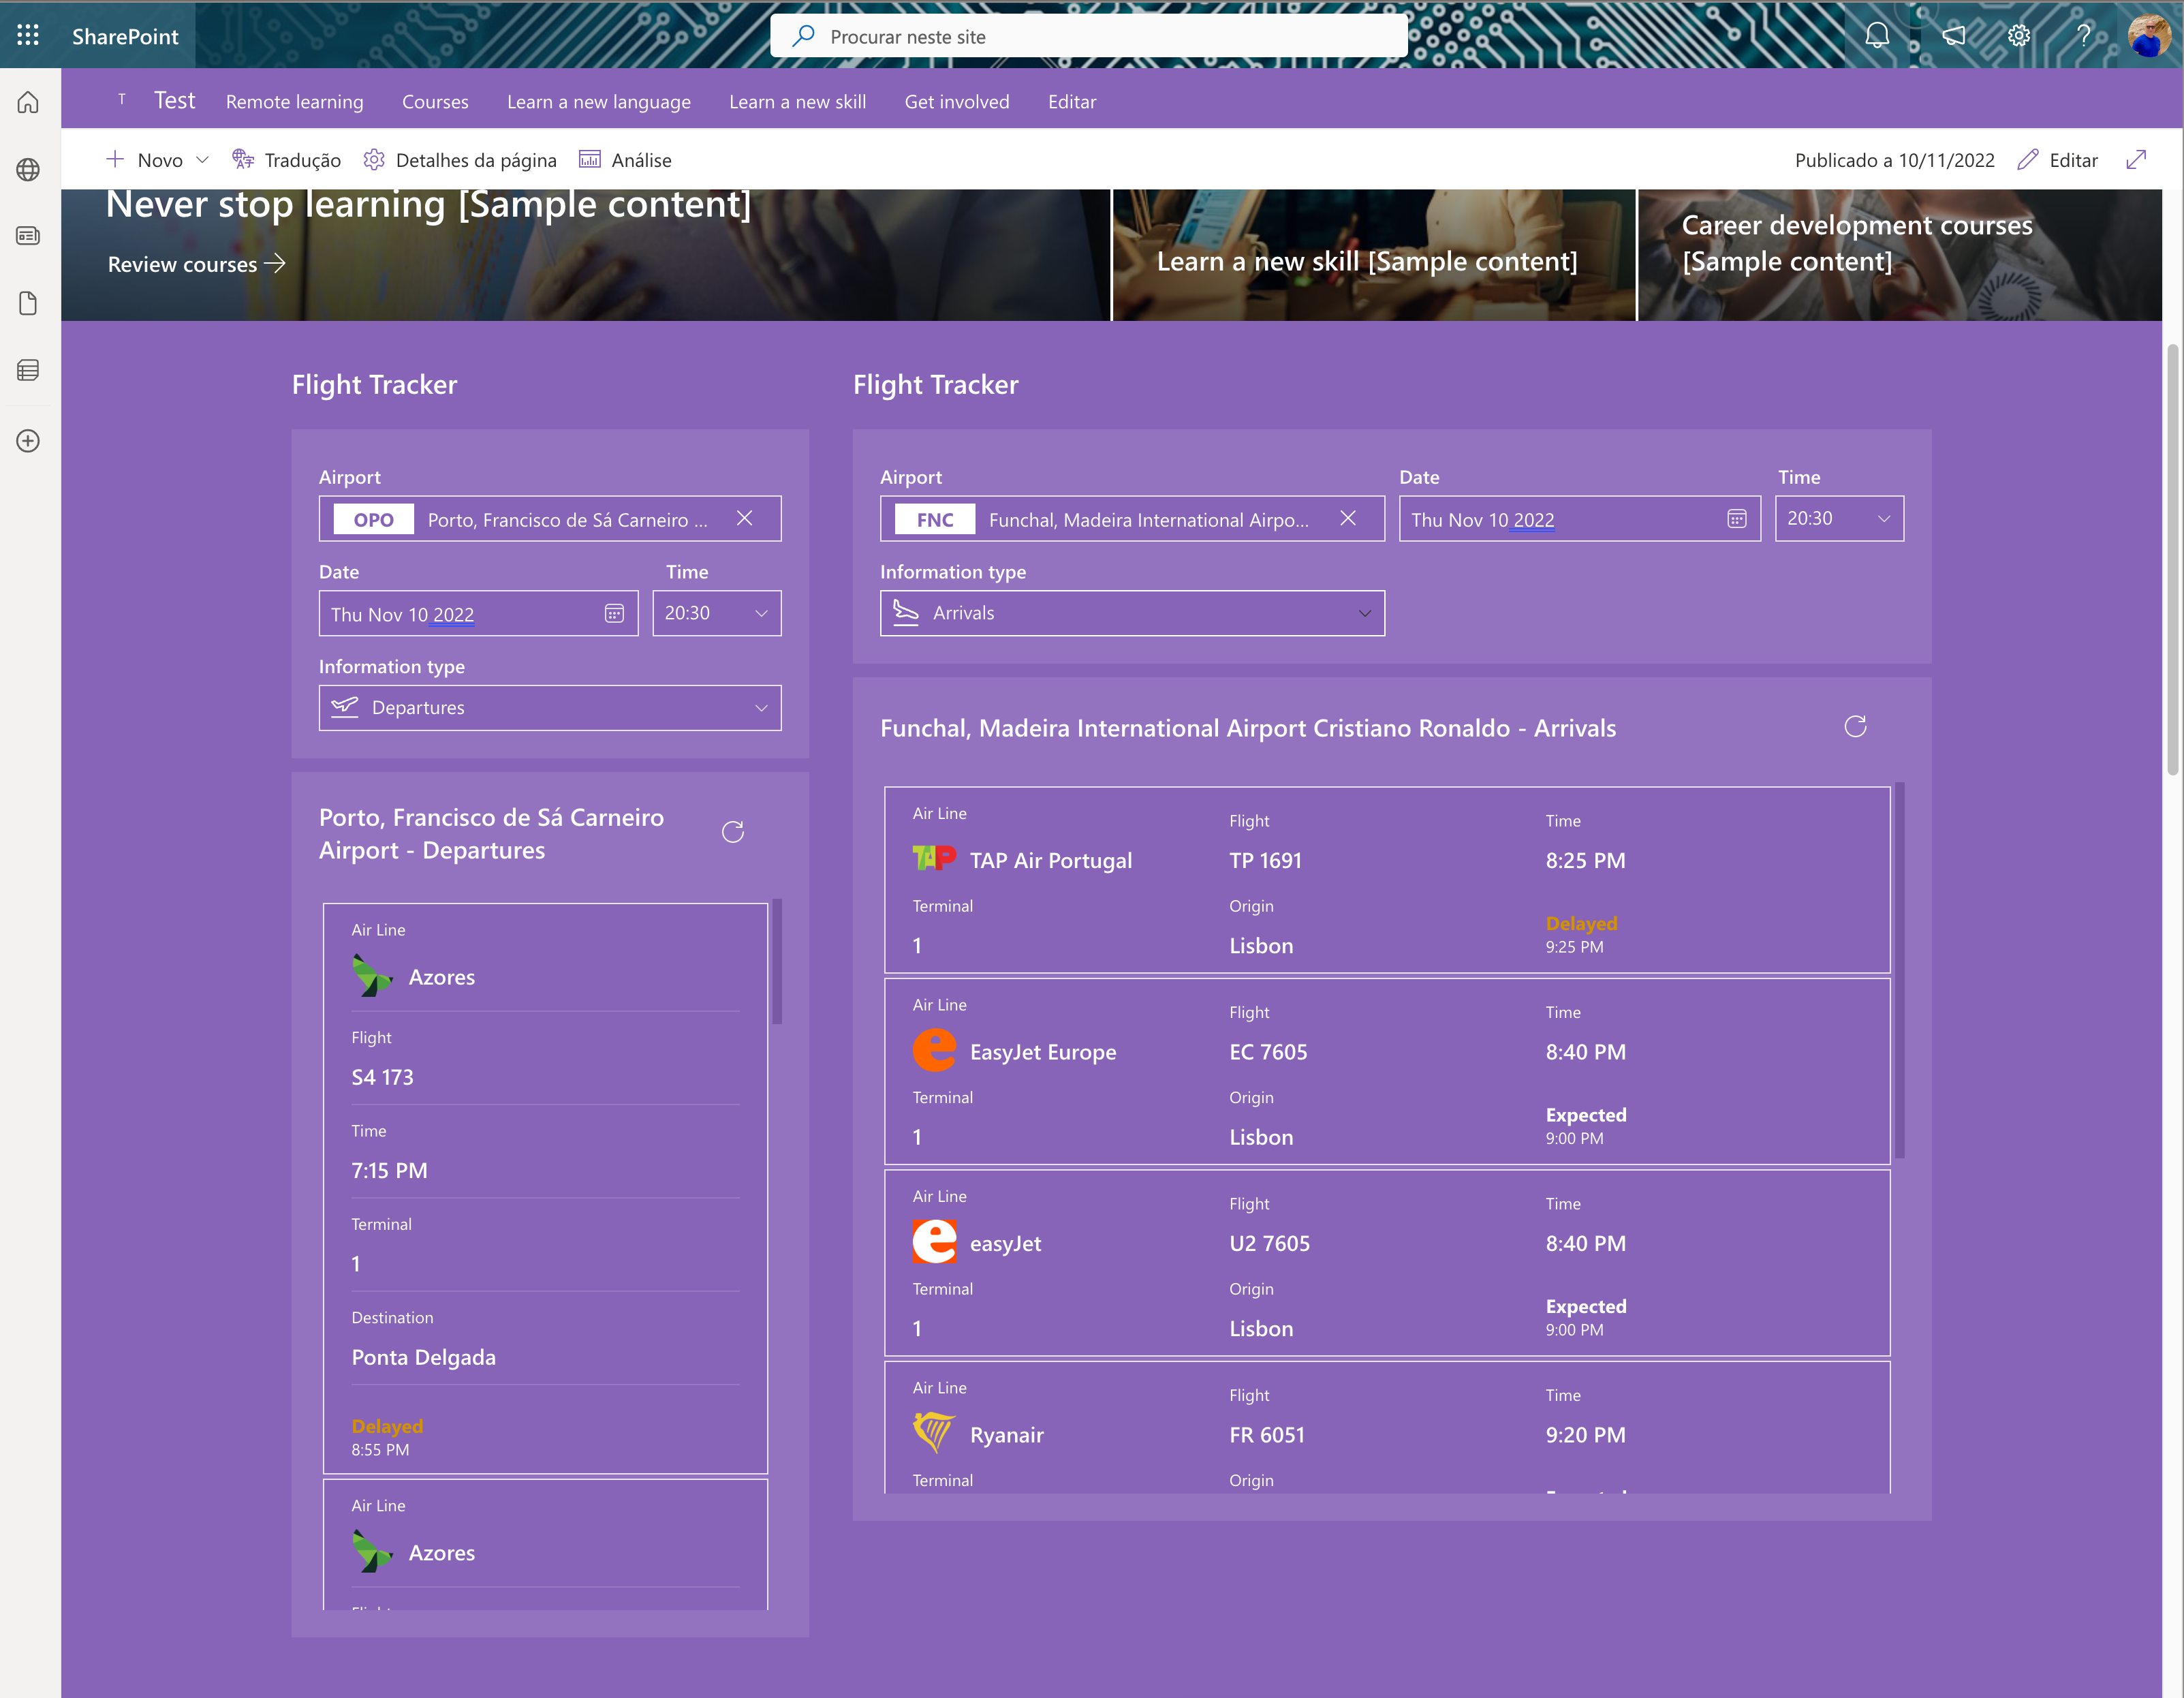 SharePoint
Procurar neste site
T
Test
Remote learning
Courses
Learn a new language
Learn a new skill
Get involved
Editar
Novo
Tradução
Detalhes da página
Análise
Publicado a 10/11/2022
Editar
Never stop learning [Sample content]
Review courses
Learn a new skill [Sample content]
Career development courses
[Sample content]
Flight Tracker
Airport
OPO Porto, Francisco de Sá Carneiro ...
Date
Time
Thu Nov 10 2022
20:30
Information type
Departures
Porto, Francisco de Sá Carneiro
Airport - Departures
Air Line
Azores
Flight
S4 173
Time
7:15 PM
Terminal
1
Destination
Ponta Delgada
Delayed
8:55 PM
Air Line
Azores
Flight Tracker
Airport
Date
Time
FNC Funchal, Madeira International Airpo...
Thu Nov 10 2022
20:30
Information type
Arrivals
Funchal, Madeira International Airport Cristiano Ronaldo - Arrivals
Air Line
Flight
Time
TAP
TAP Air Portugal
TP 1691
8:25 PM
Terminal
Origin
Delayed
1
Lisbon
9:25 PM
Air Line
Flight
Time
e
EasyJet Europe
EC 7605
8:40 PM
Terminal
Origin
Expected
1
Lisbon
9:00 PM
Air Line
Flight
Time
e
easyJet
U2 7605
8:40 PM
Terminal
Origin
Expected
1
Lisbon
9:00 PM
Air Line
Flight
Time
Ryanair
FR 6051
9:20 PM
Terminal
Origin